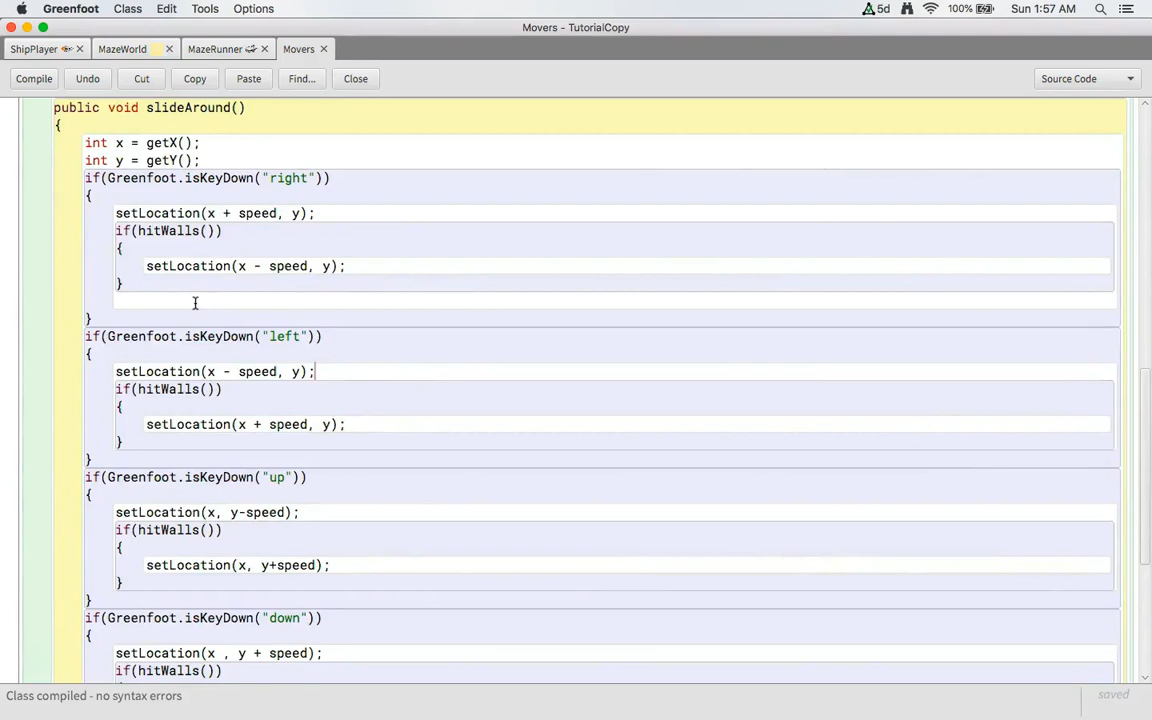 Greenfoot Class Edit Tools Options 5d 100% Sun 1:57 AM
Movers - TutorialCopy
ShipPlayer MazeWorld MazeRunner Movers
Compile Undo Cut Copy Paste Find... Close Source Code
public void slideAround()
{
int x = getX();
int y = getY();
if(Greenfoot.isKeyDown("right"))
{
setLocation(x + speed, y);
if(hitWalls())
{
setLocation(x - speed, y);
}
}
if(Greenfoot.isKeyDown("left"))
{
setLocation(x - speed, y);
if(hitWalls())
{
setLocation(x + speed, y);
}
}
if(Greenfoot.isKeyDown("up"))
{
setLocation(x, y-speed);
if(hitWalls())
{
setLocation(x, y+speed);
}
}
if(Greenfoot.isKeyDown("down"))
{
setLocation(x , y + speed);
if(hitWalls())
Class compiled - no syntax errors saved